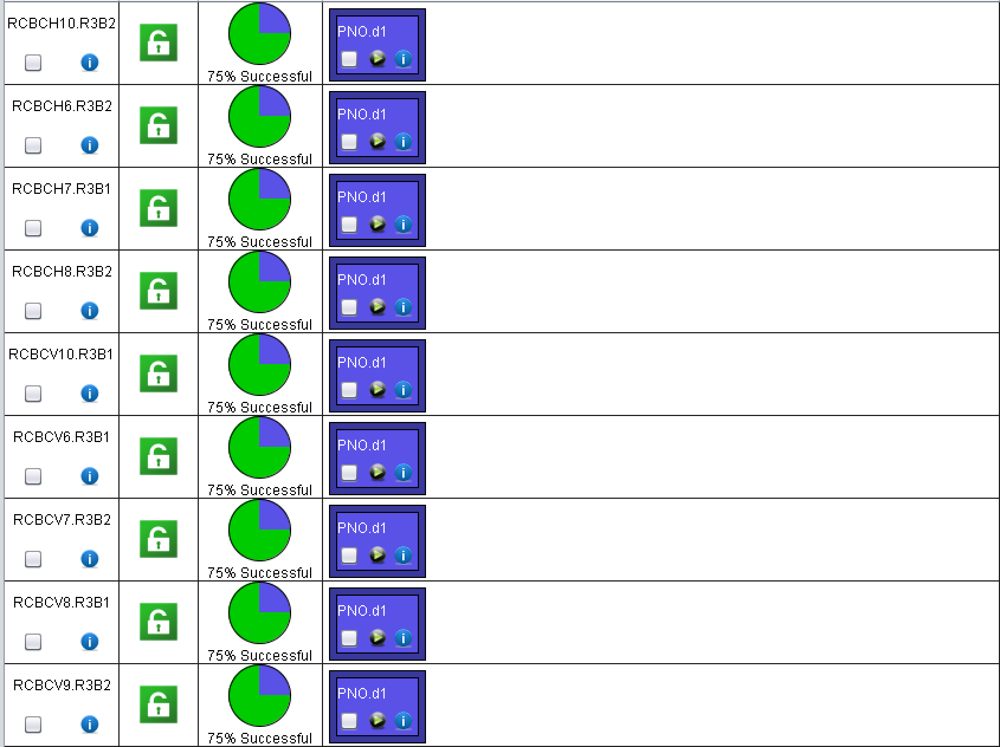 RCBCH10.R3B2
PNO.d1
75% Successful
RCBCH6.R3B2
PNO.d1
75% Successful
RCBCH7.R3B1
PNO.d1
75% Successful
RCBCH8.R3B2
PNO.d1
75% Successful
RCBCV10.R3B1
PNO.d1
75% Successful
RCBCV6.R3B1
PNO.d1
75% Successful
RCBCV7.R3B2
PNO.d1
75% Successful
RCBCV8.R3B1
PNO.d1
75% Successful
RCBCV9.R3B2
PNO.d1
75% Successful